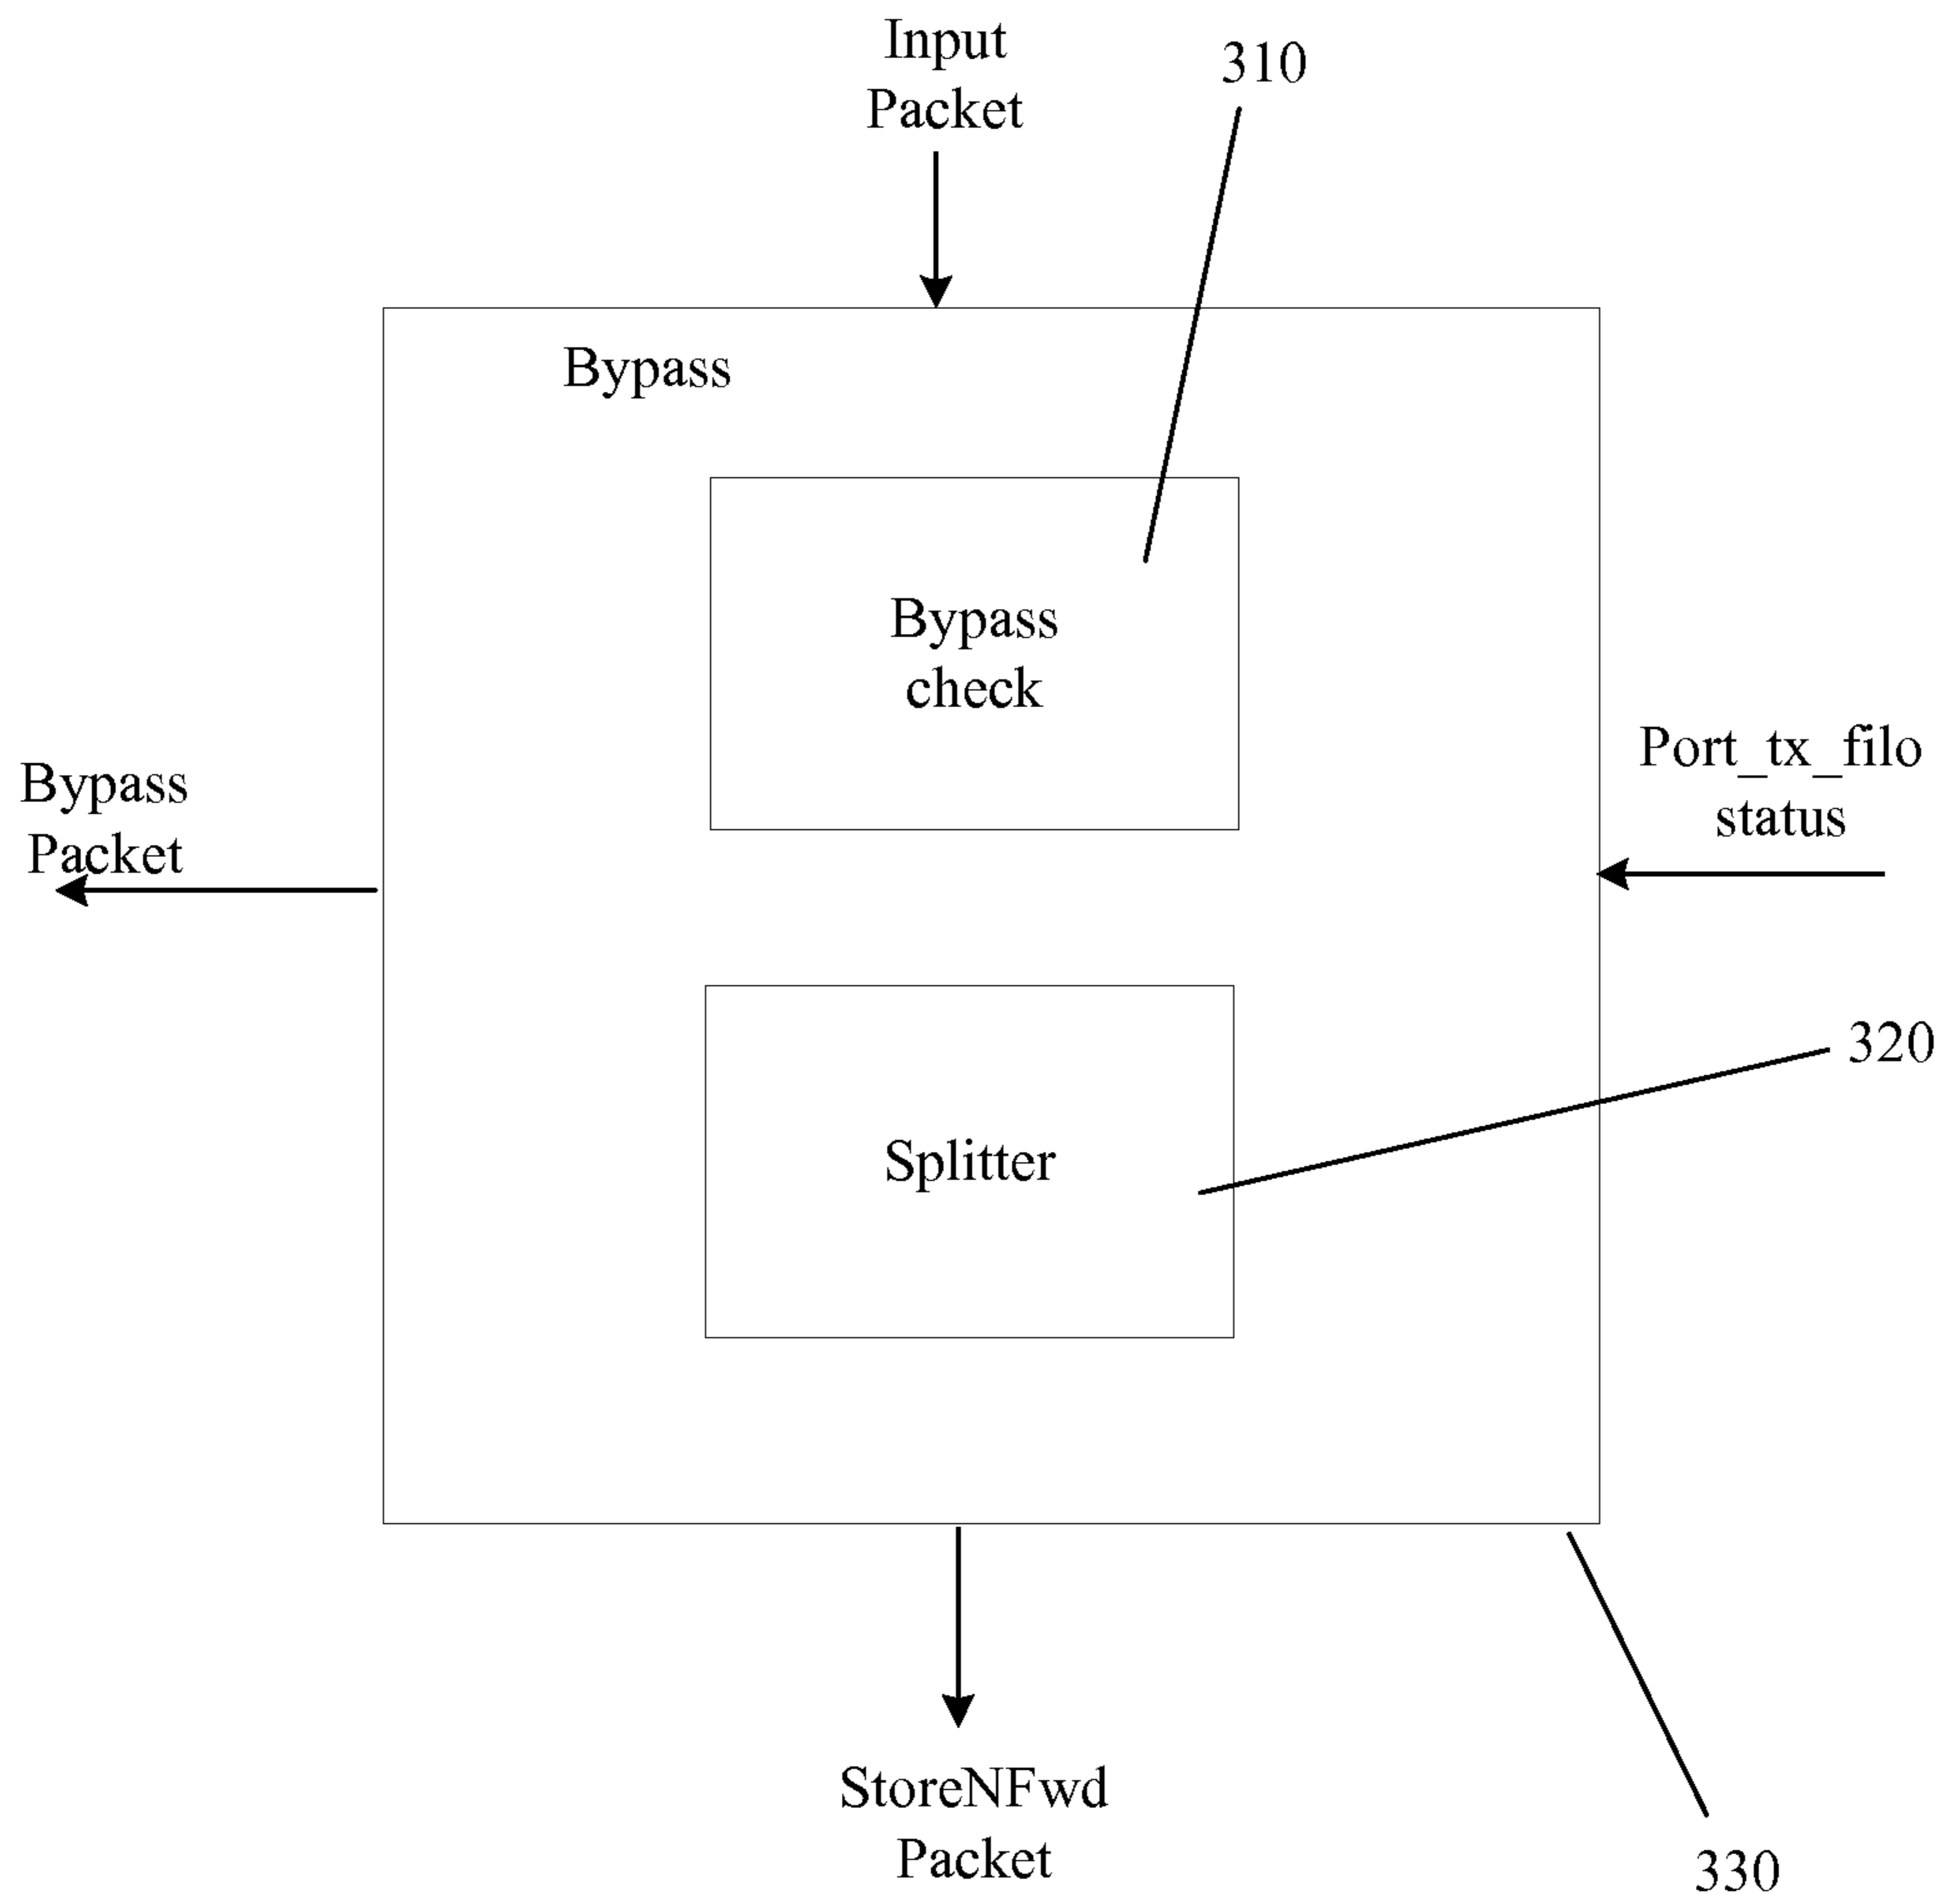 Input
Packet
310
Bypass
Bypass
check
Port_tx_filo
status
Bypass
Packet
320
Splitter
StoreNFwd
Packet
330